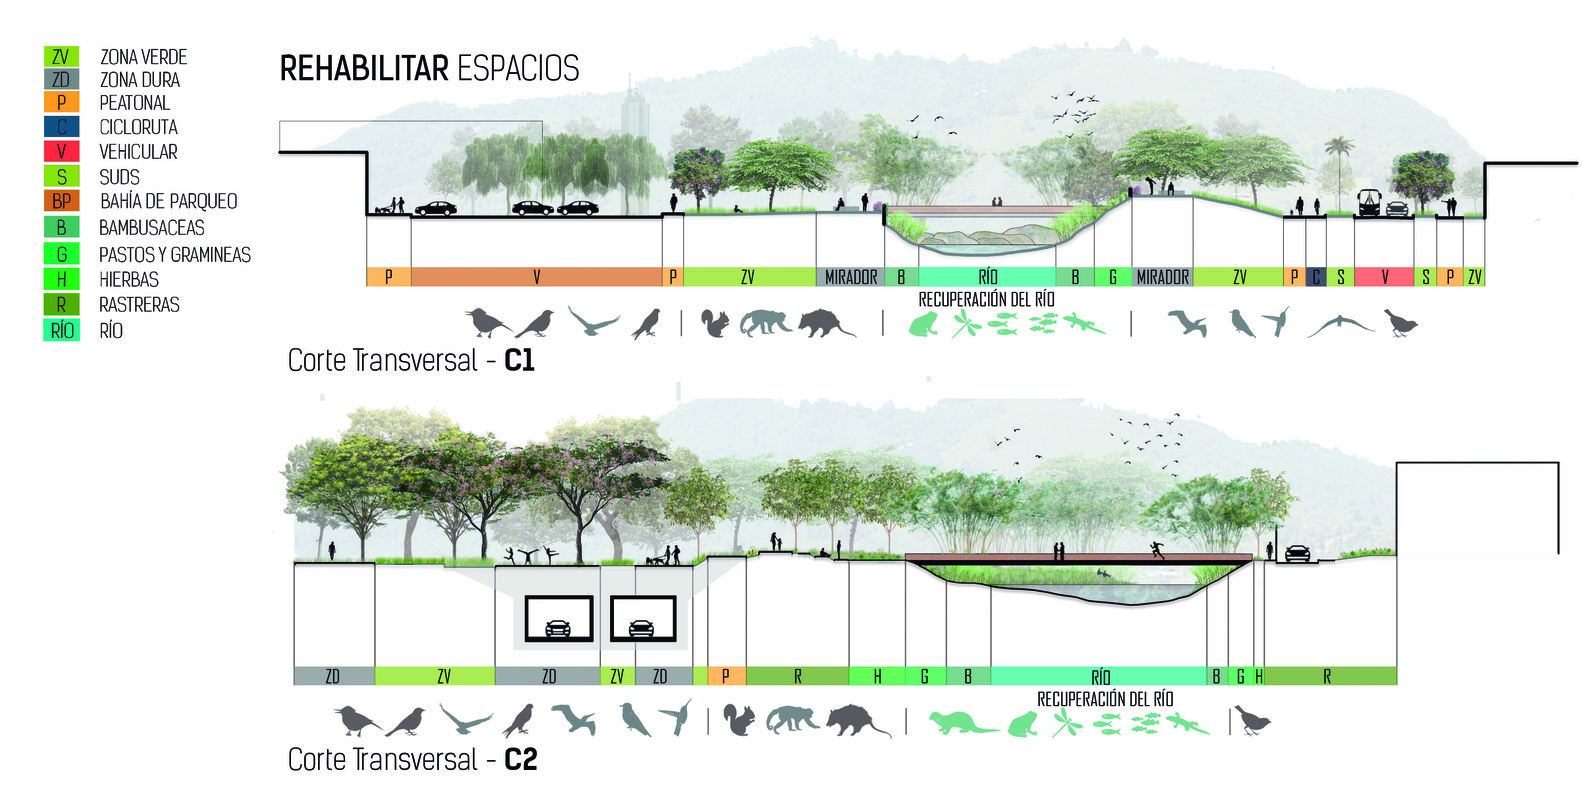 REHABILITAR ESPACIOS
ZV ZONA VERDE
ZD ZONA DURA
P PEATONAL
C CICLORUTA
V VEHICULAR
S SUDS
BP BAHÍA DE PARQUEO
B BAMBUSACEAS
G PASTOS Y GRAMINEAS
H HIERBAS
R RASTRERAS
RÍO RÍO
P V P ZV MIRADOR B RÍO B G MIRADOR ZV P C S V S P ZV
RECUPERACIÓN DEL RÍO
Corte Transversal - C1
ZD ZV ZD ZV ZD P R H G B RÍO B G H R
RECUPERACIÓN DEL RÍO
Corte Transversal - C2